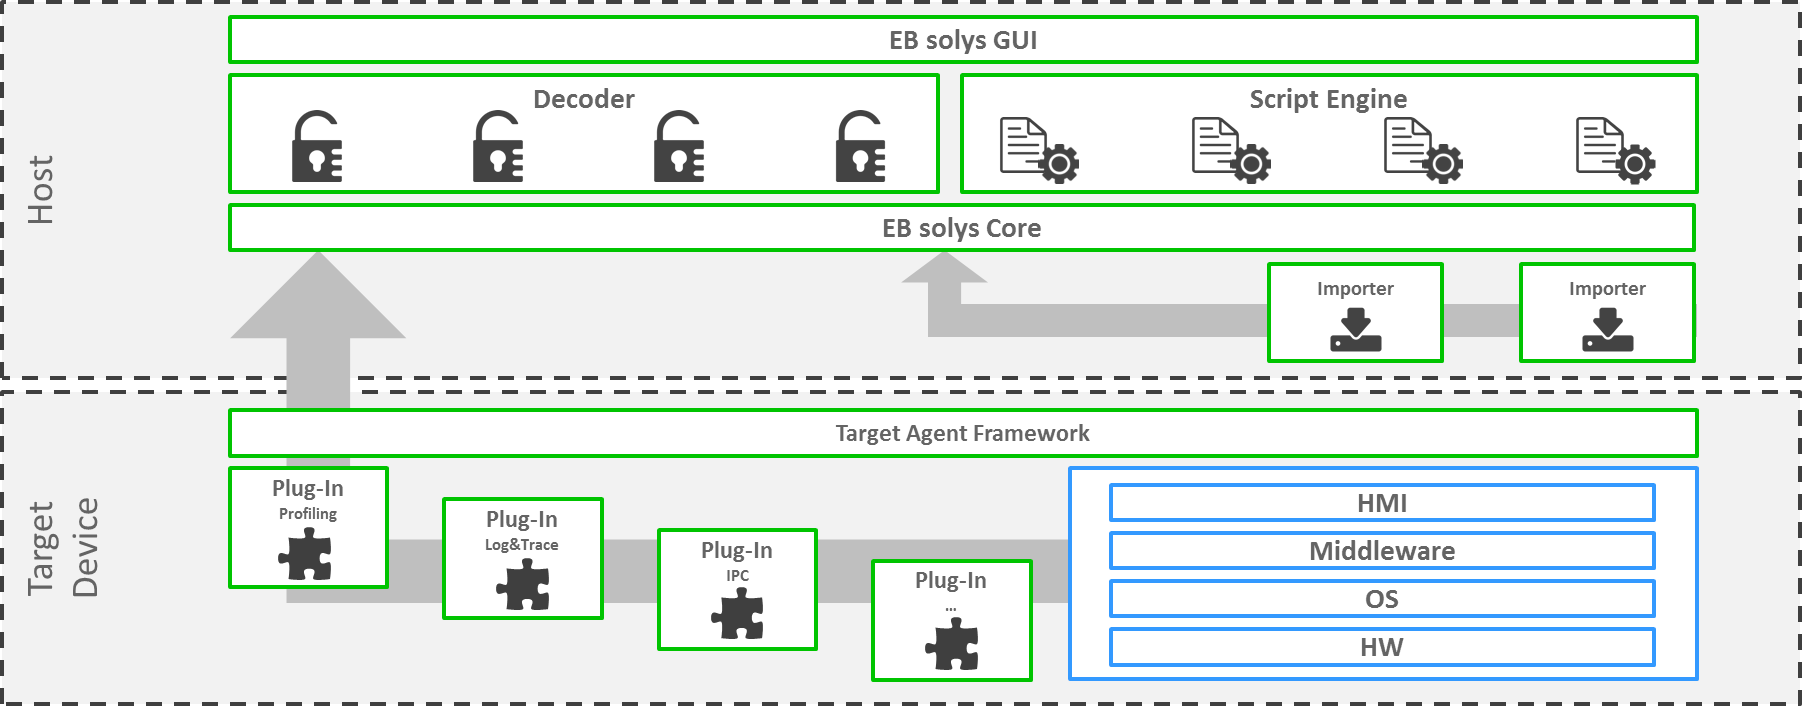 Host
EB solys GUI
Decoder
Script Engine
EB solys Core
Importer
Importer
Target
Device
Target Agent Framework
Plug-In
Profiling
Plug-In
Log&Trace
Plug-In
IPC
Plug-In
...
HMI
Middleware
OS
HW